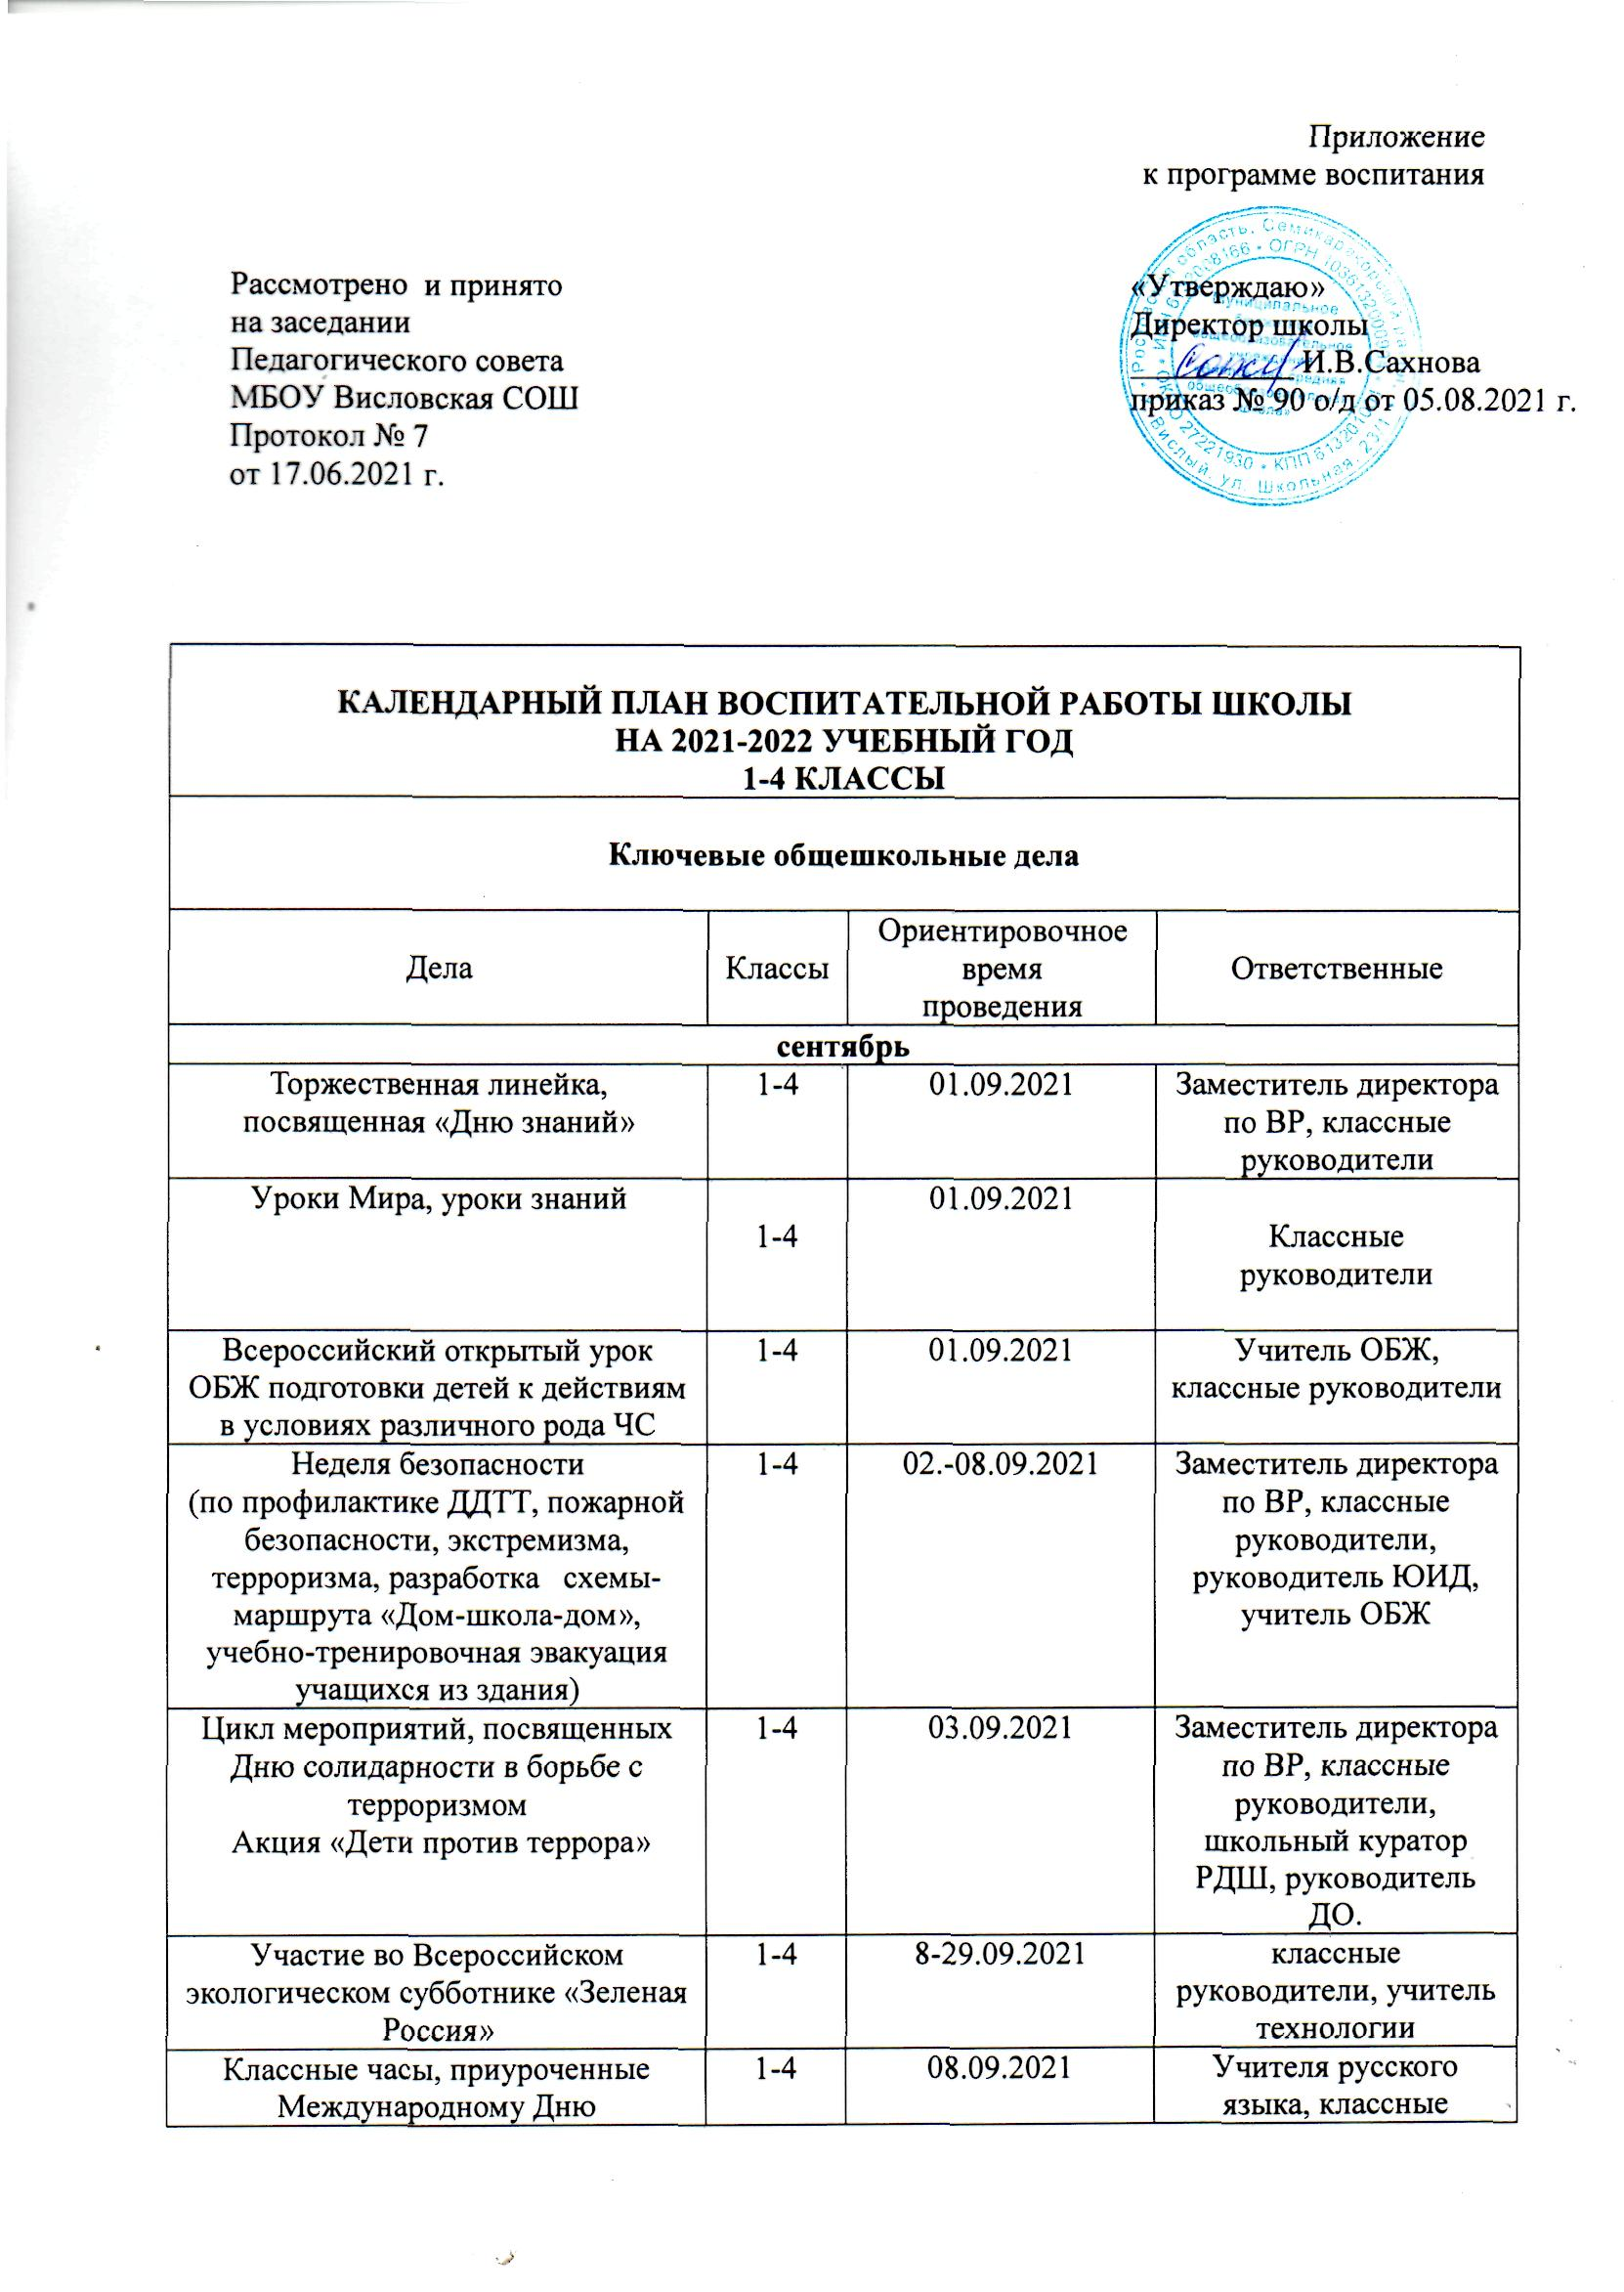 Приложение
к программе воспитания
Рассмотрено  и принято
на заседании
Педагогического совета
МБОУ Висловская СОШ
Протокол № 7
от 17.06.2021 г.
«Утверждаю»
Директор школы
__________ И.В.Сахнова
приказ № 90 о/д от 05.08.2021 г.
КАЛЕНДАРНЫЙ ПЛАН ВОСПИТАТЕЛЬНОЙ РАБОТЫ ШКОЛЫ
НА 2021-2022 УЧЕБНЫЙ ГОД
1-4 КЛАССЫ
Ключевые общешкольные дела
Дела
Классы
Ориентировочное
время
проведения
Ответственные
сентябрь
Торжественная линейка,
посвященная «Дню знаний»
1-4
01.09.2021
Заместитель директора
по ВР, классные
руководители
Уроки Мира, уроки знаний
1-4
01.09.2021
Классные
руководители
Всероссийский открытый урок
ОБЖ подготовки детей к действиям
в условиях различного рода ЧС
1-4
01.09.2021
Учитель ОБЖ,
классные руководители
Неделя безопасности
(по профилактике ДДТТ, пожарной
безопасности, экстремизма,
терроризма, разработка   схемы-
маршрута «Дом-школа-дом»,
учебно-тренировочная эвакуация
учащихся из здания)
1-4
02.-08.09.2021
Заместитель директора
по ВР, классные
руководители,
руководитель ЮИД,
учитель ОБЖ
Цикл мероприятий, посвященных
Дню солидарности в борьбе с
терроризмом
Акция «Дети против террора»
1-4
03.09.2021
Заместитель директора
по ВР, классные
руководители,
школьный куратор
РДШ, руководитель
ДО.
Участие во Всероссийском
экологическом субботнике «Зеленая
Россия»
1-4
8-29.09.2021
классные
руководители, учитель
технологии
Классные часы, приуроченные
Международному Дню
1-4
08.09.2021
Учителя русского
языка, классные